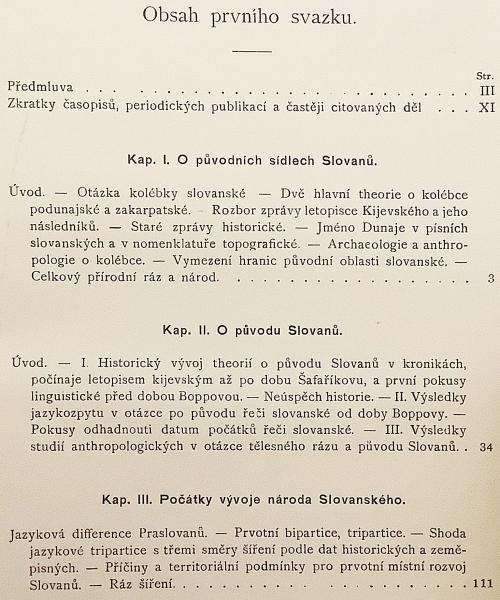 Obsah prvního svazku.
Str.
Předmluva . . . . . . . . . . . . . . . . . . . III
Zkratky časopisů, periodických publikací a častěji citovaných děl . . . XI
Kap. I. O původních sídlech Slovanů.
Úvod. — Otázka kolébky slovanské — Dvě hlavní theorie o kolébce
podunajské a zakarpatské. — Rozbor zprávy letopisce Kijevského a jeho
následníků. — Staré zprávy historické. — Jméno Dunaje v písních
slovanských a v nomenklatuře topografické. — Archaeologie a anthro-
pologie o kolébce. — Vymezení hranic původní oblasti slovanské. —
Celkový přírodní ráz a národ. . . . . . . . . . . . . . . . . . 3
Kap. II. O původu Slovanů.
Úvod. — I. Historický vývoj theorií o původu Slovanů v kronikách,
počínaje letopisem kijevským až po dobu Šafaříkovu, a první pokusy
linguistické před dobou Boppovou. — Neúspěch historie. — II. Výsledky
jazykozpytu v otázce po původu řeči slovanské od doby Boppovy. —
Pokusy odhadnouti datum počátků řeči slovanské. — III. Výsledky
studií anthropologických v otázce tělesného rázu a původu Slovanů. . 34
Kap. III. Počátky vývoje národa Slovanského.
Jazyková difference Praslovanů. — Prvotní bipartice, tripartice. — Shoda
jazykové tripartice s třemi směry šíření podle dat historických a země-
pisných. — Příčiny a territoriální podmínky pro prvotní místní rozvoj
Slovanů. — Ráz šíření. . . . . . . . . . . . . . . . . . . . . 111